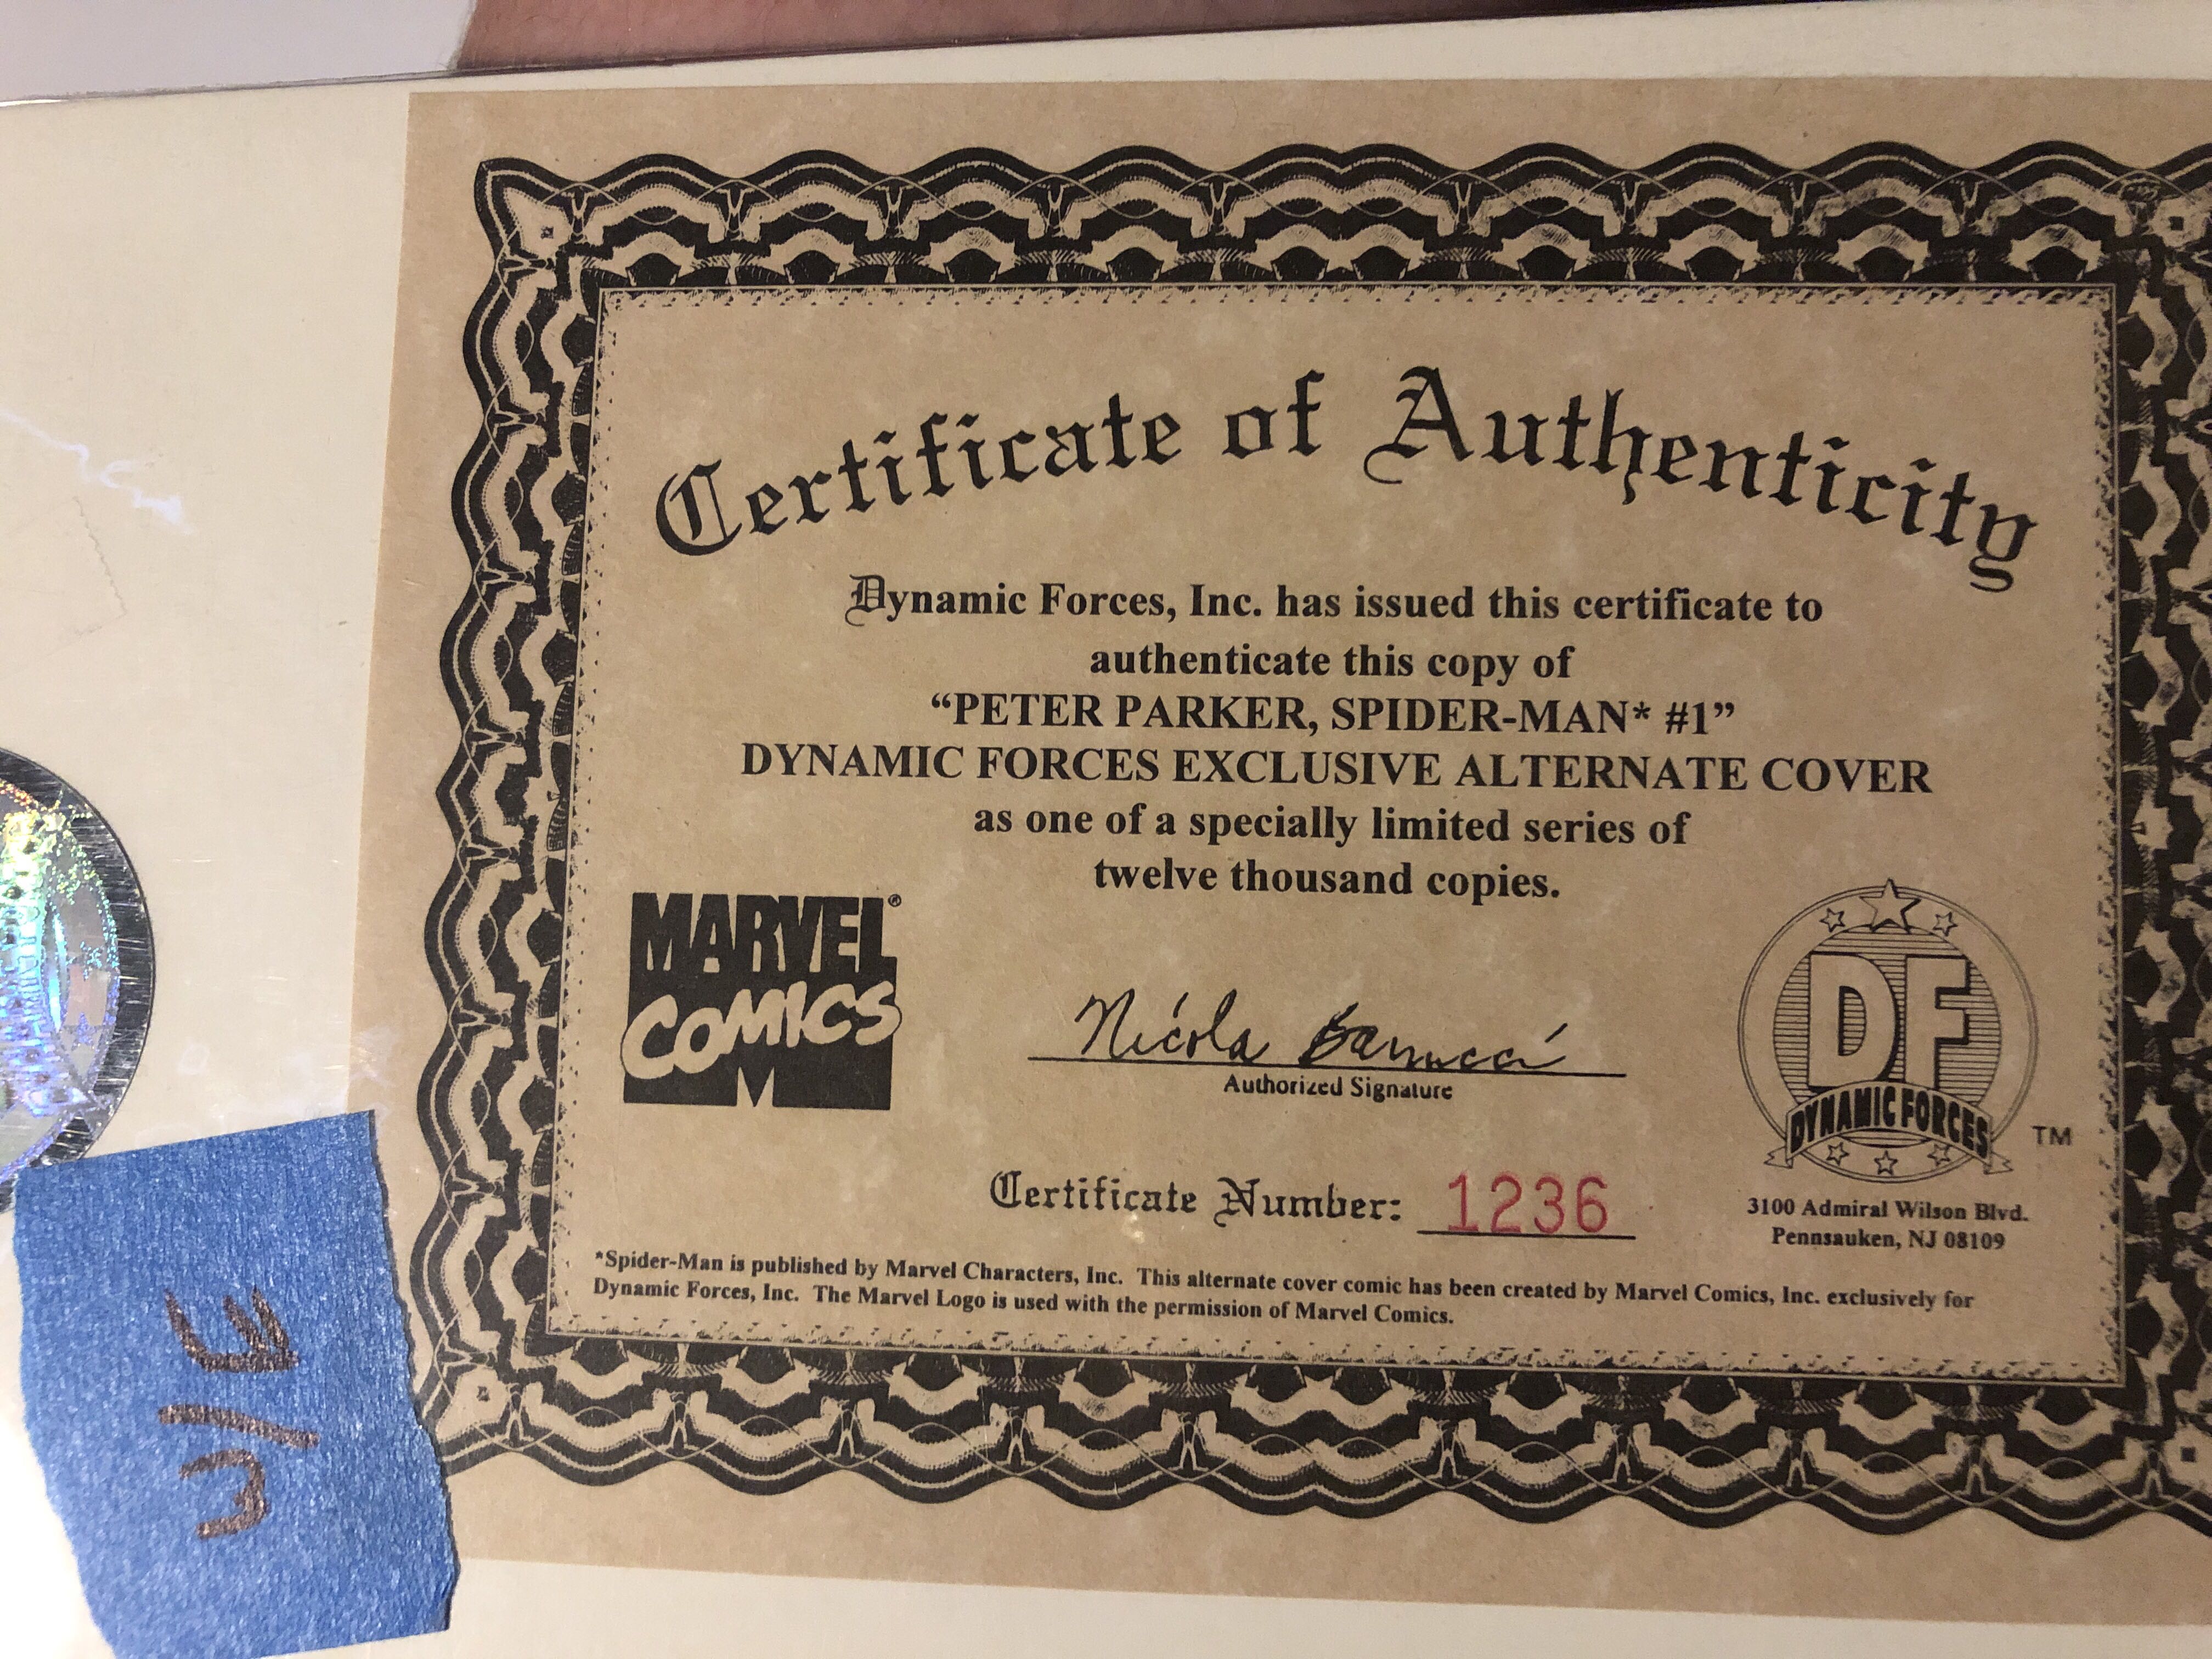 Certificate of Authenticity
Dynamic Forces, Inc. has issued this certificate to
authenticate this copy of
“PETER PARKER, SPIDER-MAN* #1”
DYNAMIC FORCES EXCLUSIVE ALTERNATE COVER
as one of a specially limited series of
twelve thousand copies.
MARVEL®
COMICS
Nicola Barrucci
Authorized Signature
Certificate Number: 1236
DF
DYNAMIC FORCES
TM
3100 Admiral Wilson Blvd.
Pennsauken, NJ 08109
*Spider-Man is published by Marvel Characters, Inc. This alternate cover comic has been created by Marvel Comics, Inc. exclusively for
Dynamic Forces, Inc. The Marvel Logo is used with the permission of Marvel Comics.